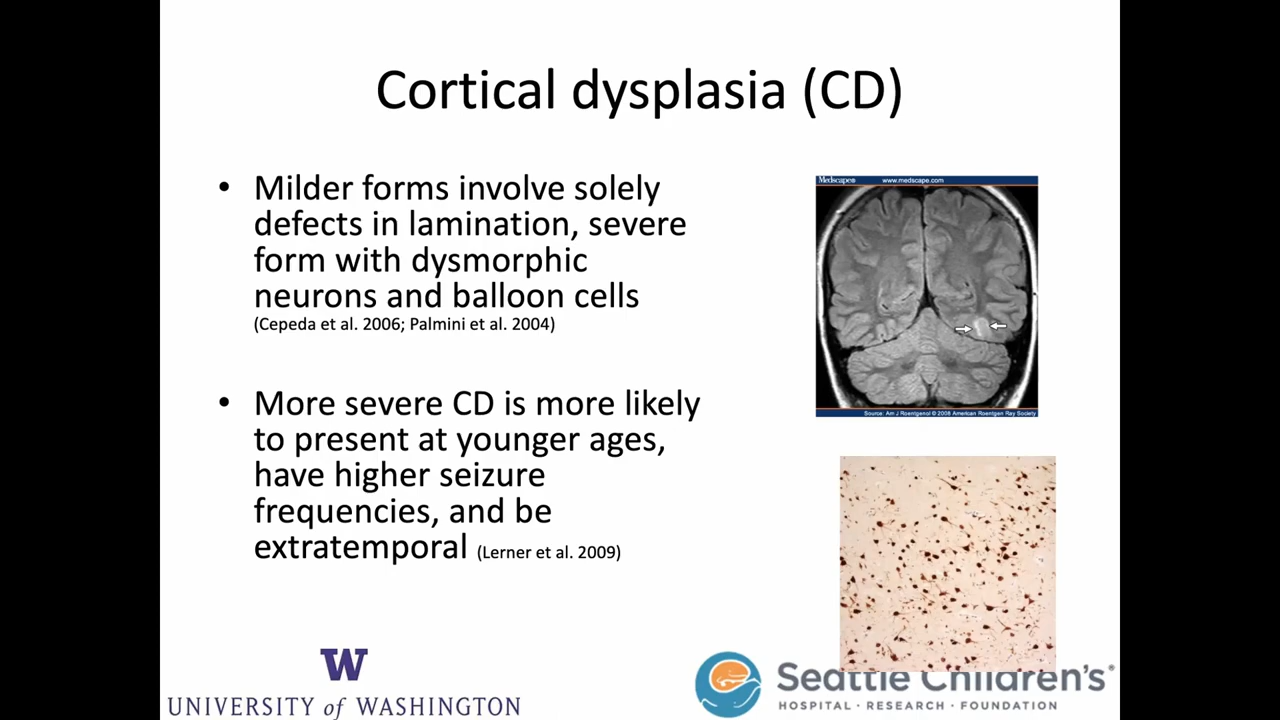 Cortical dysplasia (CD)
• Milder forms involve solely
defects in lamination, severe
form with dysmorphic
neurons and balloon cells
(Cepeda et al. 2006; Palmini et al. 2004)
• More severe CD is more likely
to present at younger ages,
have higher seizure
frequencies, and be
extratemporal (Lerner et al. 2009)
Medscape® www.medscape.com
Source: Am J Roentgenol © 2008 American Roentgen Ray Society
W
UNIVERSITY of WASHINGTON
Seattle Children's®
HOSPITAL · RESEARCH · FOUNDATION